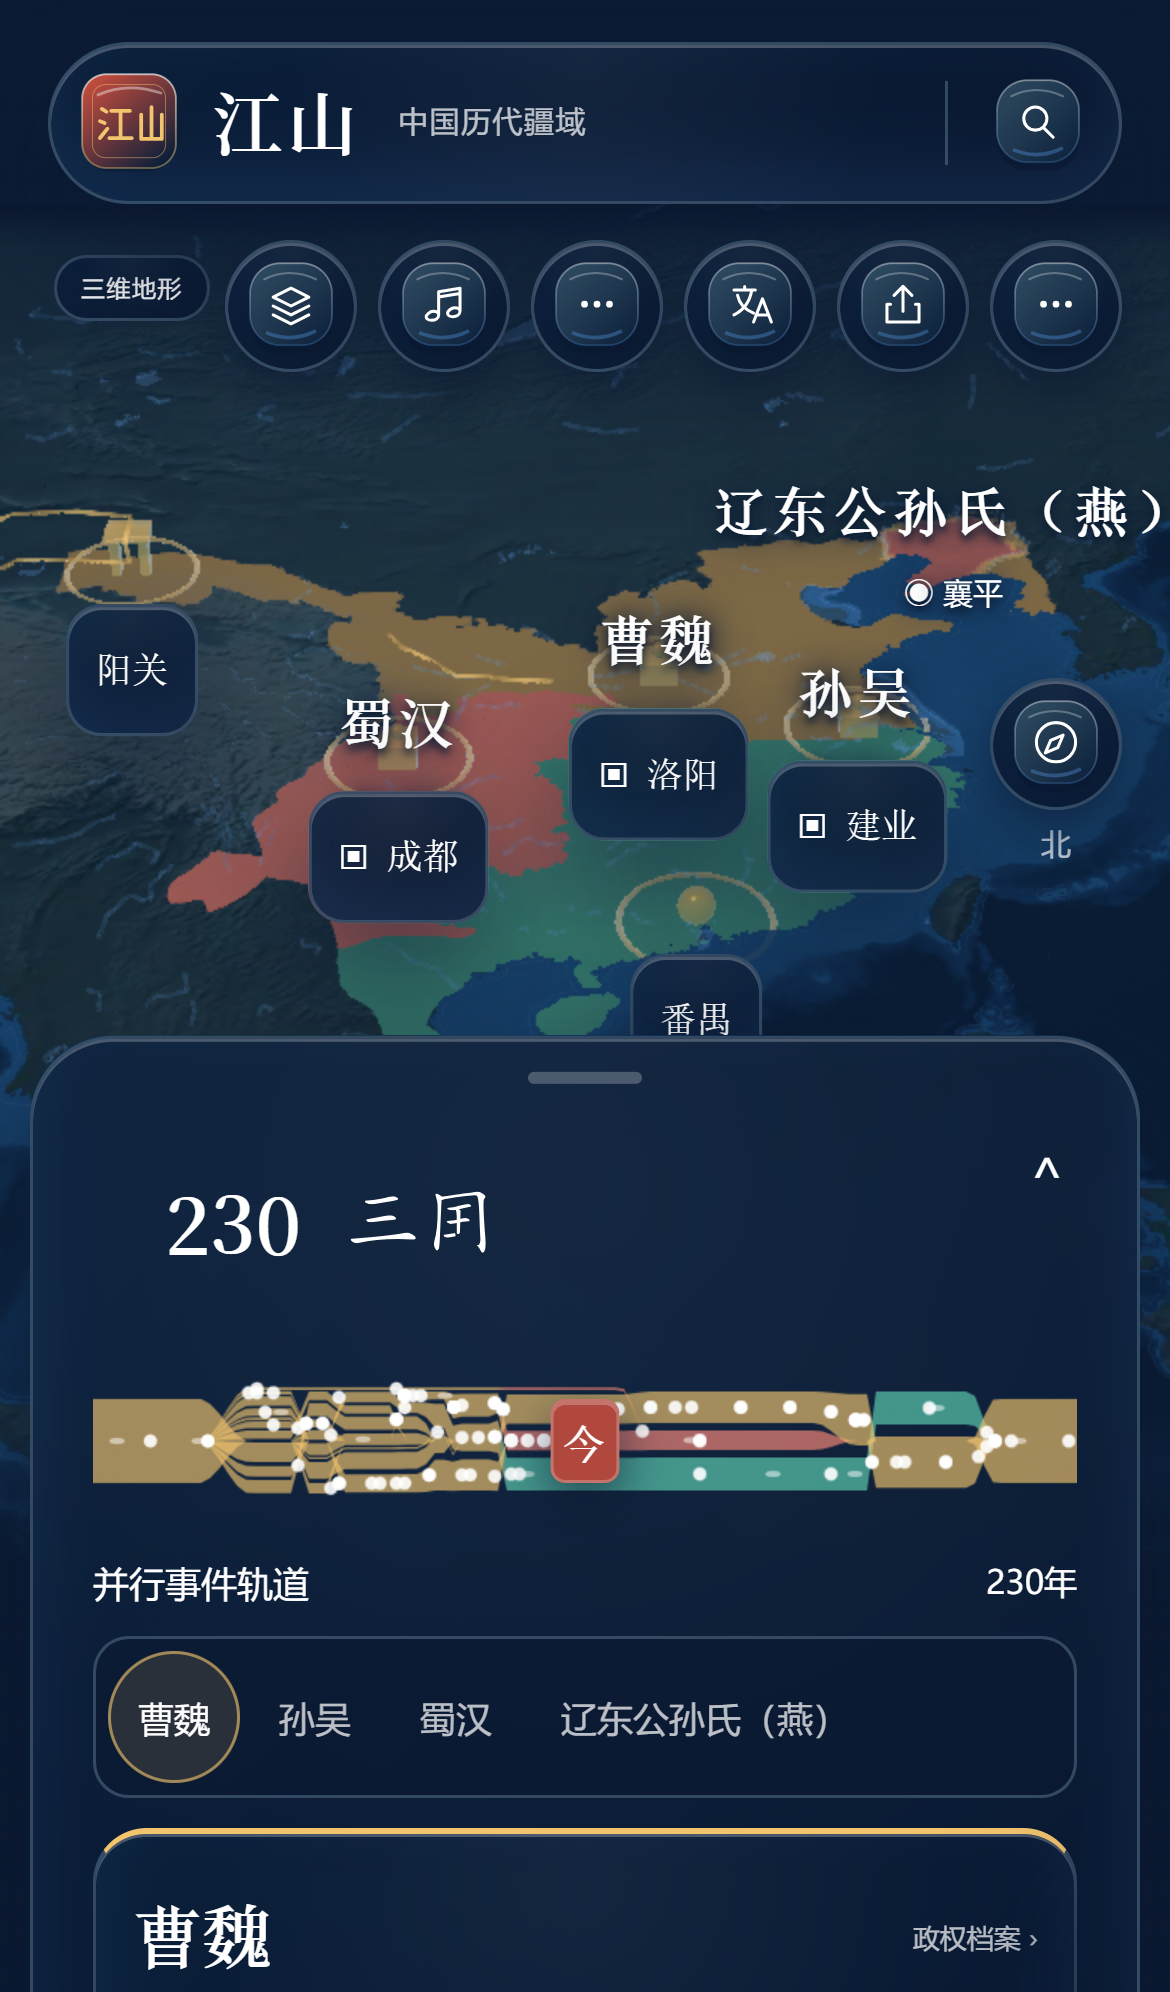 江山
江山 中国历代疆域
三维地形
辽东公孙氏（燕）
襄平
曹魏
阳关
孙吴
蜀汉
洛阳
建业
成都
北
番禺
^
230 三国
今
并行事件轨道 230年
曹魏 孙吴 蜀汉 辽东公孙氏（燕）
曹魏
政权档案 ›